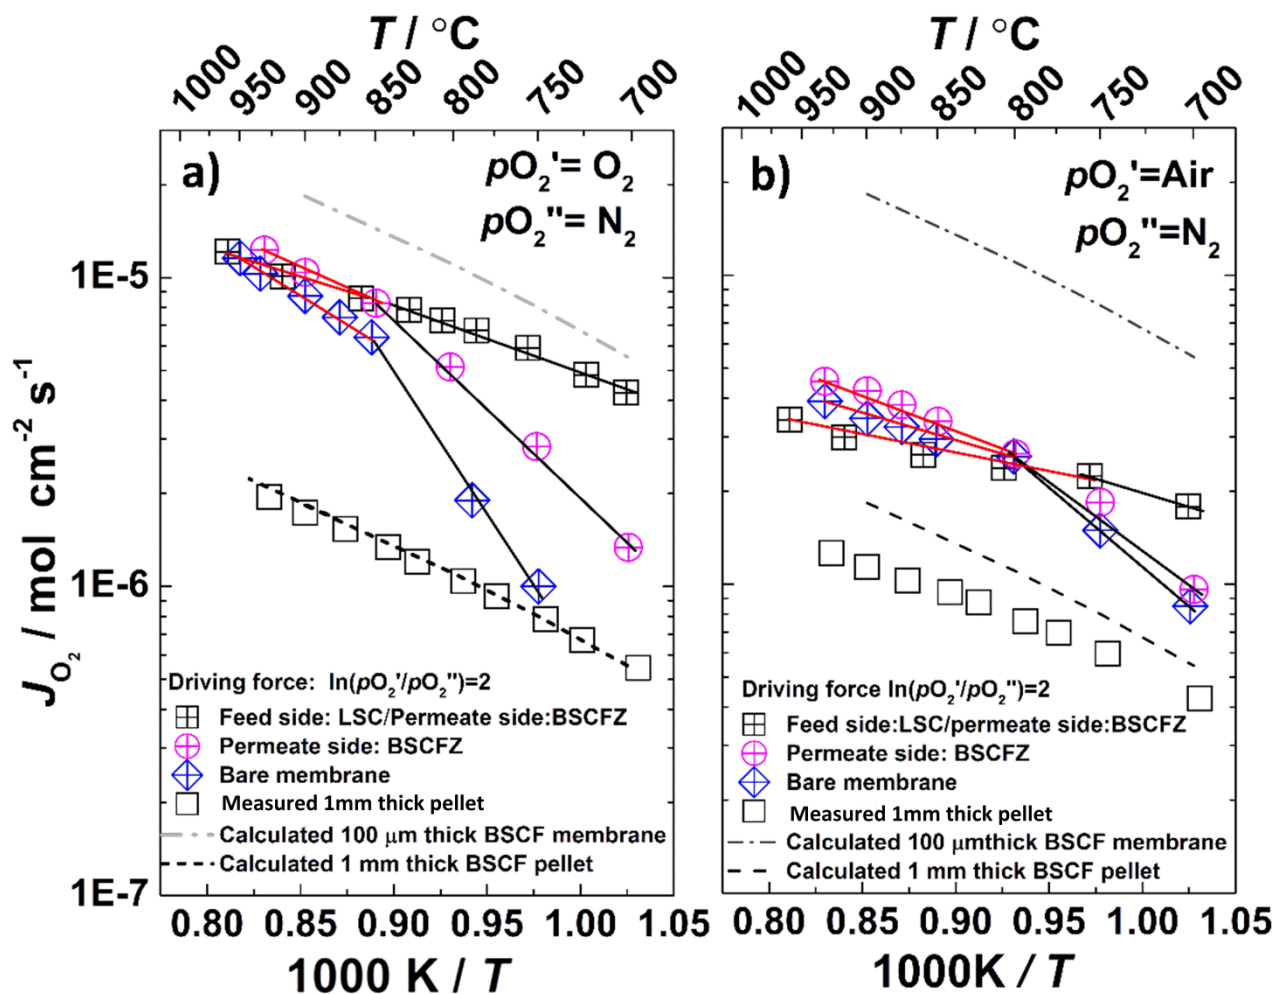 T / °C
1000 950 900 850 800 750 700
a)
pO2'= O2
pO2"= N2
1E-5
1E-6
1E-7
JO2 / mol cm-2 s-1
Driving force: ln(pO2'/pO2")=2
Feed side: LSC/Permeate side:BSCFZ
Permeate side: BSCFZ
Bare membrane
Measured 1mm thick pellet
Calculated 100 μm thick BSCF membrane
Calculated 1 mm thick BSCF pellet
0.80 0.85 0.90 0.95 1.00 1.05
1000 K / T
T / °C
1000 950 900 850 800 750 700
b)
pO2'=Air
pO2"=N2
Driving force ln(pO2'/pO2")=2
Feed side:LSC/permeate side:BSCFZ
Permeate side: BSCFZ
Bare membrane
Measured 1mm thick pellet
Calculated 100 μmthick BSCF membrane
Calculated 1 mm thick BSCF pellet
0.80 0.85 0.90 0.95 1.00 1.05
1000K / T